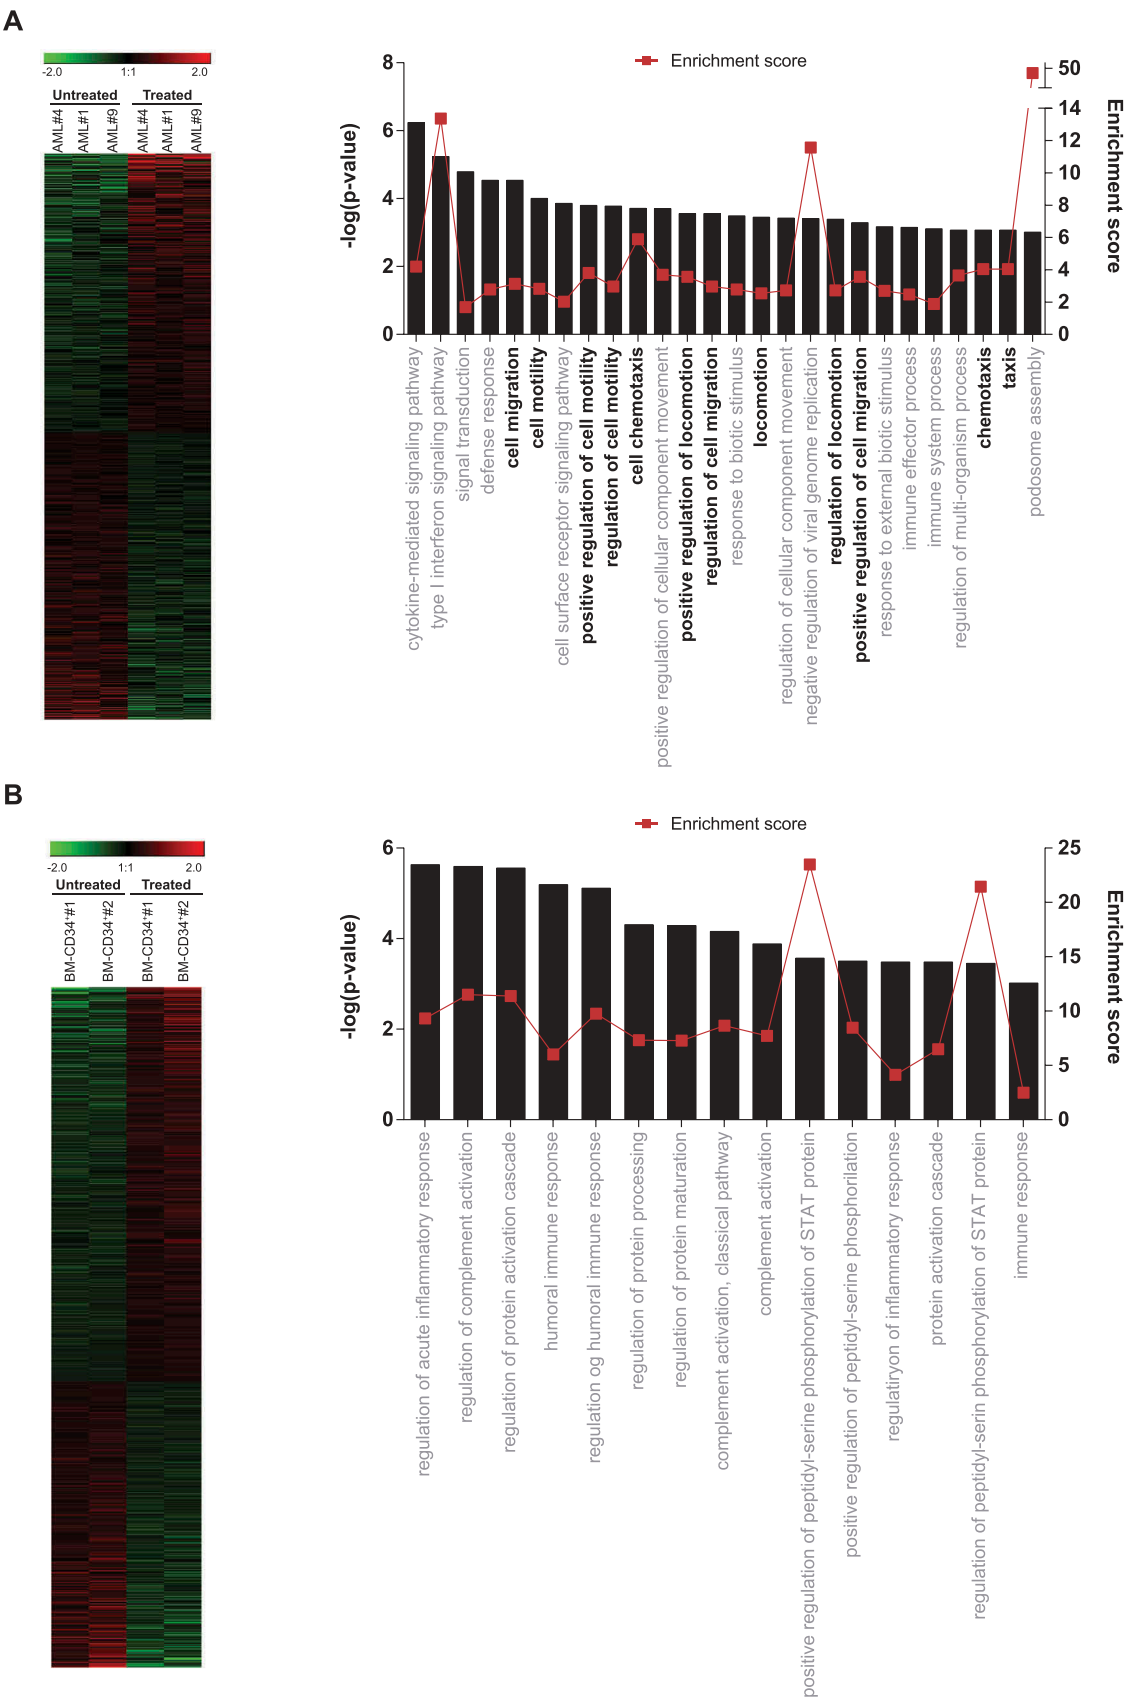 A
-2.0 1:1 2.0
Untreated Treated
AML#4 AML#1 AML#9 AML#4 AML#1 AML#9
Enrichment score
-log(p-value)
8
6
4
2
0
50
14
12
10
8
6
4
2
0
Enrichment score
cytokine-mediated signaling pathway
type I interferon signaling pathway
signal transduction
defense response
cell migration
cell motility
cell surface receptor signaling pathway
positive regulation of cell motility
regulation of cell motility
cell chemotaxis
positive regulation of cellular component movement
positive regulation of locomotion
regulation of cell migration
response to biotic stimulus
locomotion
regulation of cellular component movement
negative regulation of viral genome replication
regulation of locomotion
positive regulation of cell migration
response to external biotic stimulus
immune effector process
immune system process
regulation of multi-organism process
chemotaxis
taxis
podosome assembly
B
-2.0 1:1 2.0
Untreated Treated
BM-CD34⁺#1 BM-CD34⁺#2 BM-CD34⁺#1 BM-CD34⁺#2
Enrichment score
-log(p-value)
6
4
2
0
25
20
15
10
5
0
Enrichment score
regulation of acute inflammatory response
regulation of complement activation
regulation of protein activation cascade
humoral immune response
regulation og humoral immune response
regulation of protein processing
regulation of protein maturation
complement activation, classical pathway
complement activation
positive regulation of peptidyl-serine phosphorylation of STAT protein
positive regulation of peptidyl-serine phosphorilation
regulatiryon of inflammatory response
protein activation cascade
regulation of peptidyl-serin phosphorylation of STAT protein
immune response